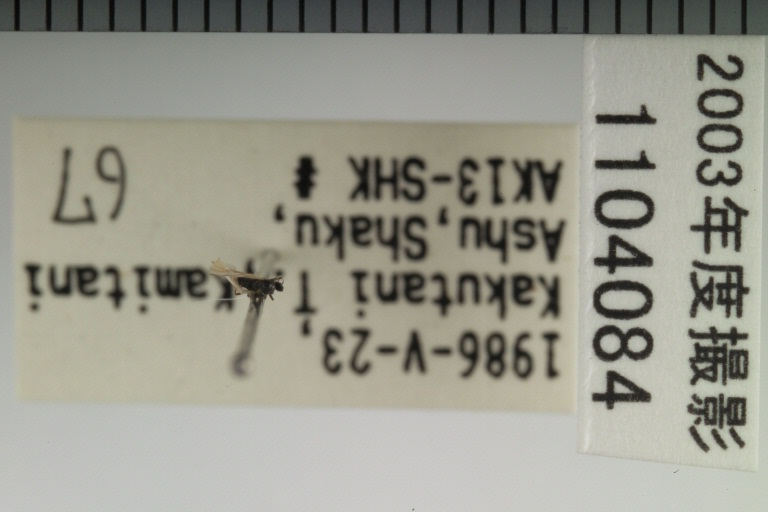 1986-V-23,
Kakutani T.,Kamitani
Ashu,Shaku,
AK13-SHK # 67
2003年度撮影
1104084